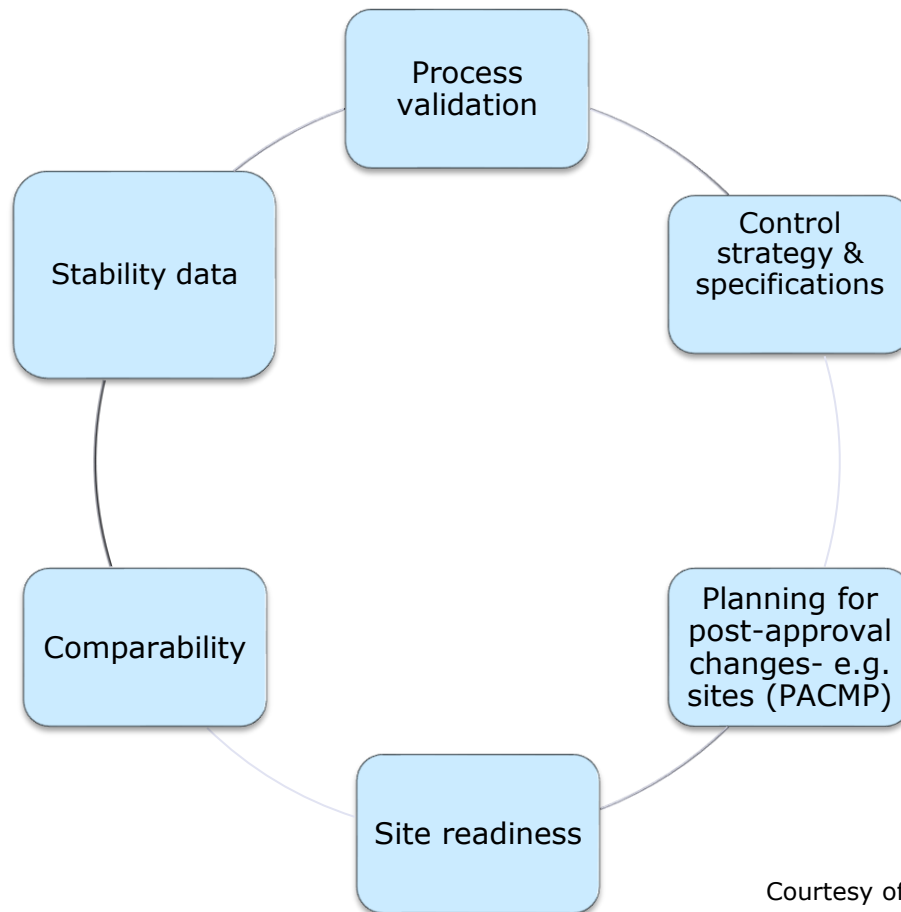 Process
validation
Control
strategy &
specifications
Stability data
Comparability
Planning for
post-approval
changes- e.g.
sites (PACMP)
Site readiness
Courtesy of